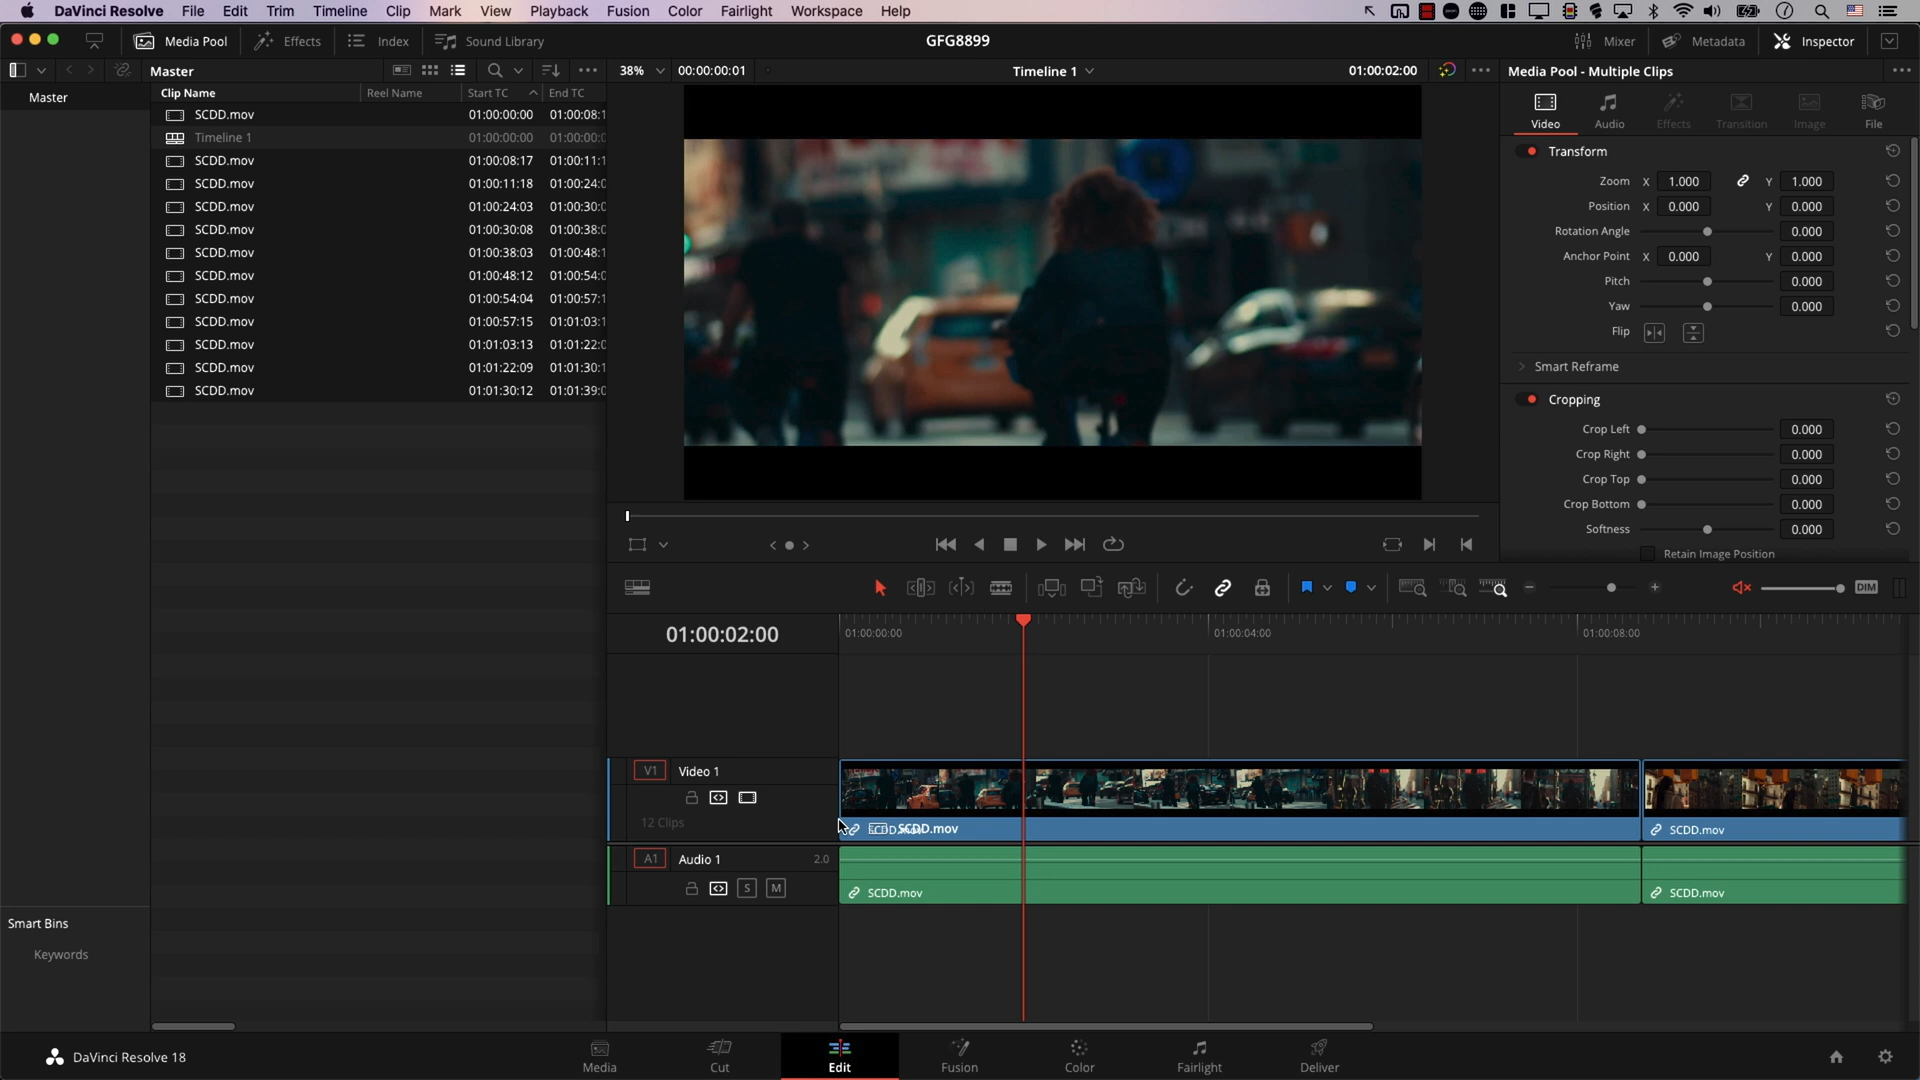 DaVinci Resolve File Edit Trim Timeline Clip Mark View Playback Fusion Color Fairlight Workspace Help
Media Pool Effects Index Sound Library GFG8899 Mixer Metadata Inspector
Master 38% 00:00:00:01 Timeline 1 01:00:02:00 Media Pool - Multiple Clips
Master
Clip Name Reel Name Start TC End TC
SCDD.mov 01:00:00:00 01:00:08:1
Timeline 1 01:00:00:00 01:00:00:0
SCDD.mov 01:00:08:17 01:00:11:1
SCDD.mov 01:00:11:18 01:00:24:0
SCDD.mov 01:00:24:03 01:00:30:0
SCDD.mov 01:00:30:08 01:00:38:0
SCDD.mov 01:00:38:03 01:00:48:1
SCDD.mov 01:00:48:12 01:00:54:0
SCDD.mov 01:00:54:04 01:00:57:1
SCDD.mov 01:00:57:15 01:01:03:1
SCDD.mov 01:01:03:13 01:01:22:0
SCDD.mov 01:01:22:09 01:01:30:1
SCDD.mov 01:01:30:12 01:01:39:0
Video Audio Effects Transition Image File
Transform
Zoom X 1.000 Y 1.000
Position X 0.000 Y 0.000
Rotation Angle 0.000
Anchor Point X 0.000 Y 0.000
Pitch 0.000
Yaw 0.000
Flip
Smart Reframe
Cropping
Crop Left 0.000
Crop Right 0.000
Crop Top 0.000
Crop Bottom 0.000
Softness 0.000
Retain Image Position
DIM
01:00:02:00 01:00:00:00 01:00:04:00 01:00:08:00
V1 Video 1
12 Clips
SCDD.mov SCDD.mov
A1 Audio 1 2.0
S M SCDD.mov SCDD.mov
Smart Bins
Keywords
DaVinci Resolve 18 Media Cut Edit Fusion Color Fairlight Deliver